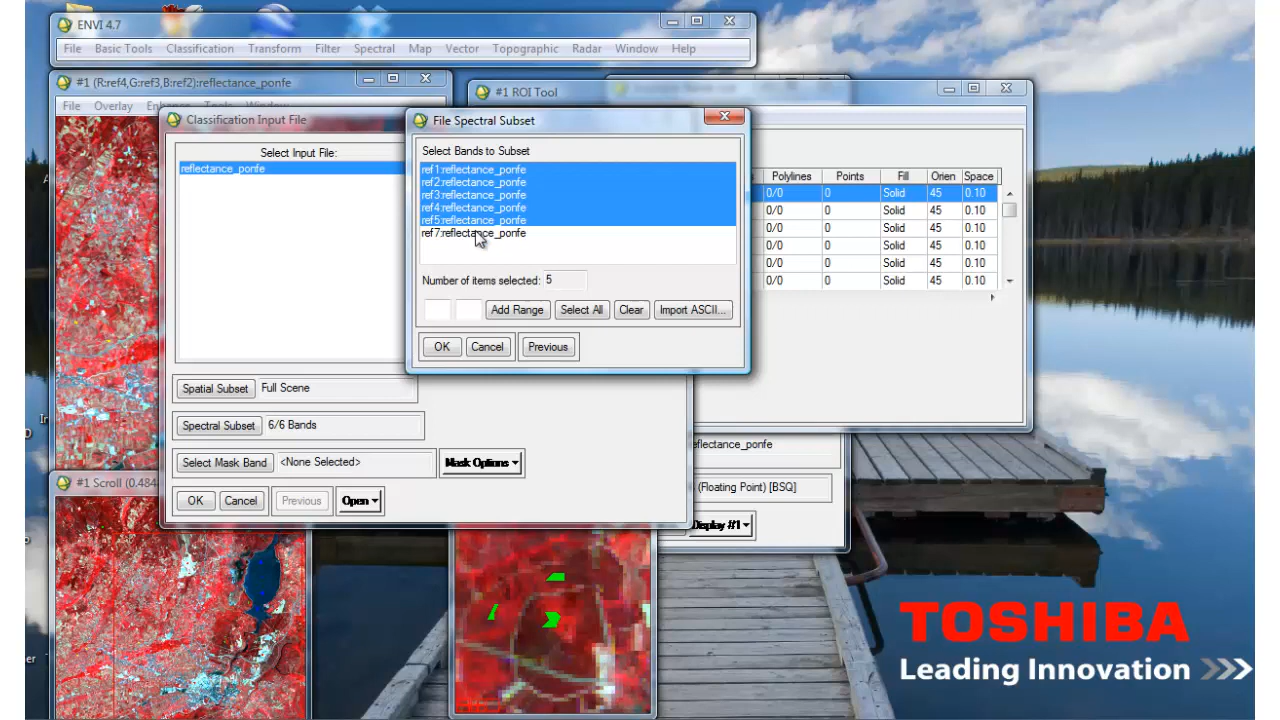 ENVI 4.7
File Basic Tools Classification Transform Filter Spectral Map Vector Topographic Radar Window Help
#1 (R:ref4,G:ref3,B:ref2):reflectance_ponfe
File Overlay Enhance Tools Window
#1 ROI Tool
Classification Input File
Select Input File:
reflectance_ponfe
File Spectral Subset
Select Bands to Subset
ref1:reflectance_ponfe
ref2:reflectance_ponfe
ref3:reflectance_ponfe
ref4:reflectance_ponfe
ref5:reflectance_ponfe
ref7:reflectance_ponfe
Number of items selected: 5
Add Range Select All Clear Import ASCII...
OK Cancel Previous
Polylines Points Fill Orien Space
0/0 0 Solid 45 0.10
0/0 0 Solid 45 0.10
0/0 0 Solid 45 0.10
0/0 0 Solid 45 0.10
0/0 0 Solid 45 0.10
0/0 0 Solid 45 0.10
Spatial Subset Full Scene
Spectral Subset 6/6 Bands
Select Mask Band <None Selected> Mask Options
OK Cancel Previous Open
eflectance_ponfe
(Floating Point) [BSQ]
Display #1
#1 Scroll (0.484
TOSHIBA
Leading Innovation >>>